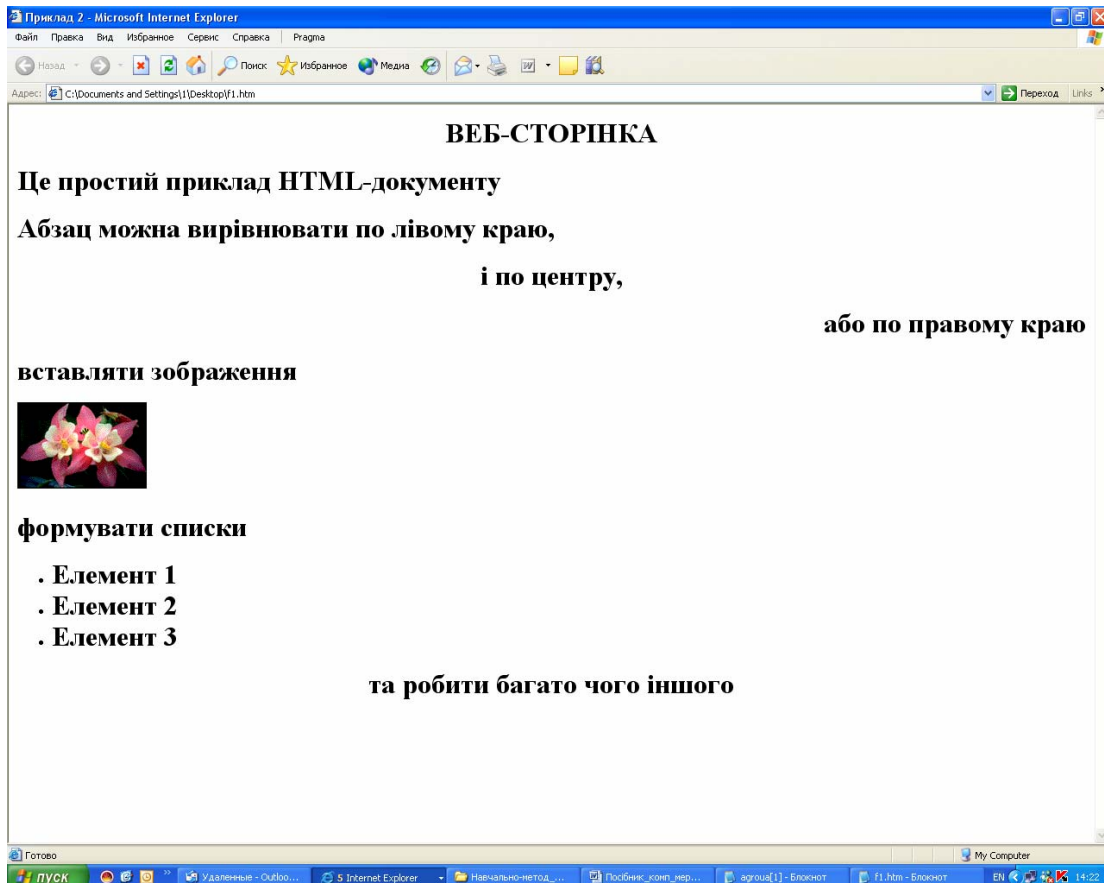 Приклад 2 - Microsoft Internet Explorer
Файл Правка Вид Избранное Сервис Справка Pragma
Назад Поиск Избранное Медиа
Адрес: C:\Documents and Settings\1\Desktop\f1.htm Переход Links
ВЕБ-СТОРІНКА
Це простий приклад HTML-документу
Абзац можна вирівнювати по лівому краю,
і по центру,
або по правому краю
вставляти зображення
формувати списки
• Елемент 1
• Елемент 2
• Елемент 3
та робити багато чого іншого
Готово My Computer
пуск Удаленные - Outloo... 5 Internet Explorer Навчально-метод_... Посібник_комп_мер... agroua[1] - Блокнот f1.htm - Блокнот EN 14:22